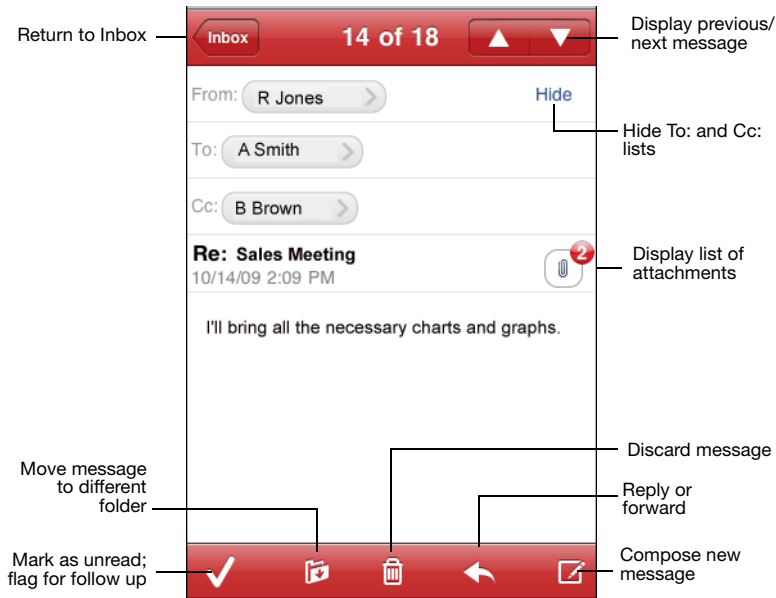 Return to Inbox
Inbox
14 of 18
Display previous/
next message
From: R Jones
Hide
Hide To: and Cc:
lists
To: A Smith
Cc: B Brown
Re: Sales Meeting
10/14/09 2:09 PM
2
Display list of
attachments
I'll bring all the necessary charts and graphs.
Discard message
Move message
to different
folder
Reply or
forward
Mark as unread;
flag for follow up
Compose new
message